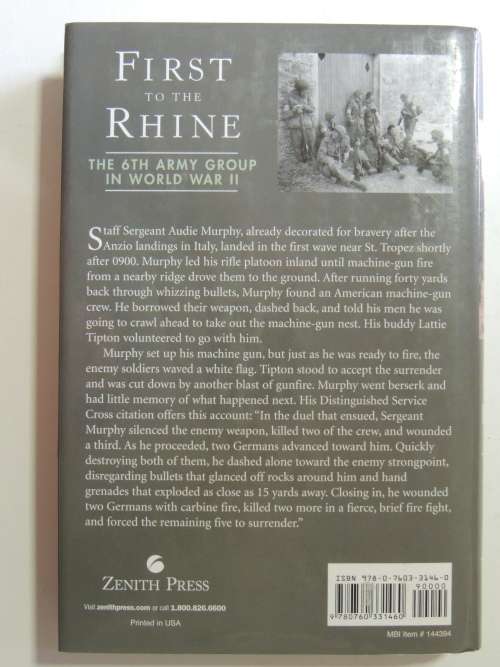 FIRST
TO THE
RHINE
THE 6TH ARMY GROUP
IN WORLD WAR II
Staff Sergeant Audie Murphy, already decorated for bravery after the
Anzio landings in Italy, landed in the first wave near St. Tropez shortly
after 0900. Murphy led his rifle platoon inland until machine-gun fire
from a nearby ridge drove them to the ground. After running forty yards
back through whizzing bullets, Murphy found an American machine-gun
crew. He borrowed their weapon, dashed back, and told his men he was
going to crawl ahead to take out the machine-gun nest. His buddy Lattie
Tipton volunteered to go with him.
Murphy set up his machine gun, but just as he was ready to fire, the
enemy soldiers waved a white flag. Tipton stood to accept the surrender
and was cut down by another blast of gunfire. Murphy went berserk and
had little memory of what happened next. His Distinguished Service
Cross citation offers this account: “In the duel that ensued, Sergeant
Murphy silenced the enemy weapon, killed two of the crew, and wounded
a third. As he proceeded, two Germans advanced toward him. Quickly
destroying both of them, he dashed alone toward the enemy strongpoint,
disregarding bullets that glanced off rocks around him and hand
grenades that exploded as close as 15 yards away. Closing in, he wounded
two Germans with carbine fire, killed two more in a fierce, brief fire fight,
and forced the remaining five to surrender.”
ZENITH PRESS
Visit zenithpress.com or call 1.800.826.6600
Printed in USA
ISBN 978-0-7603-3146-0
90000
9 780760 331460
MBI Item # 144394